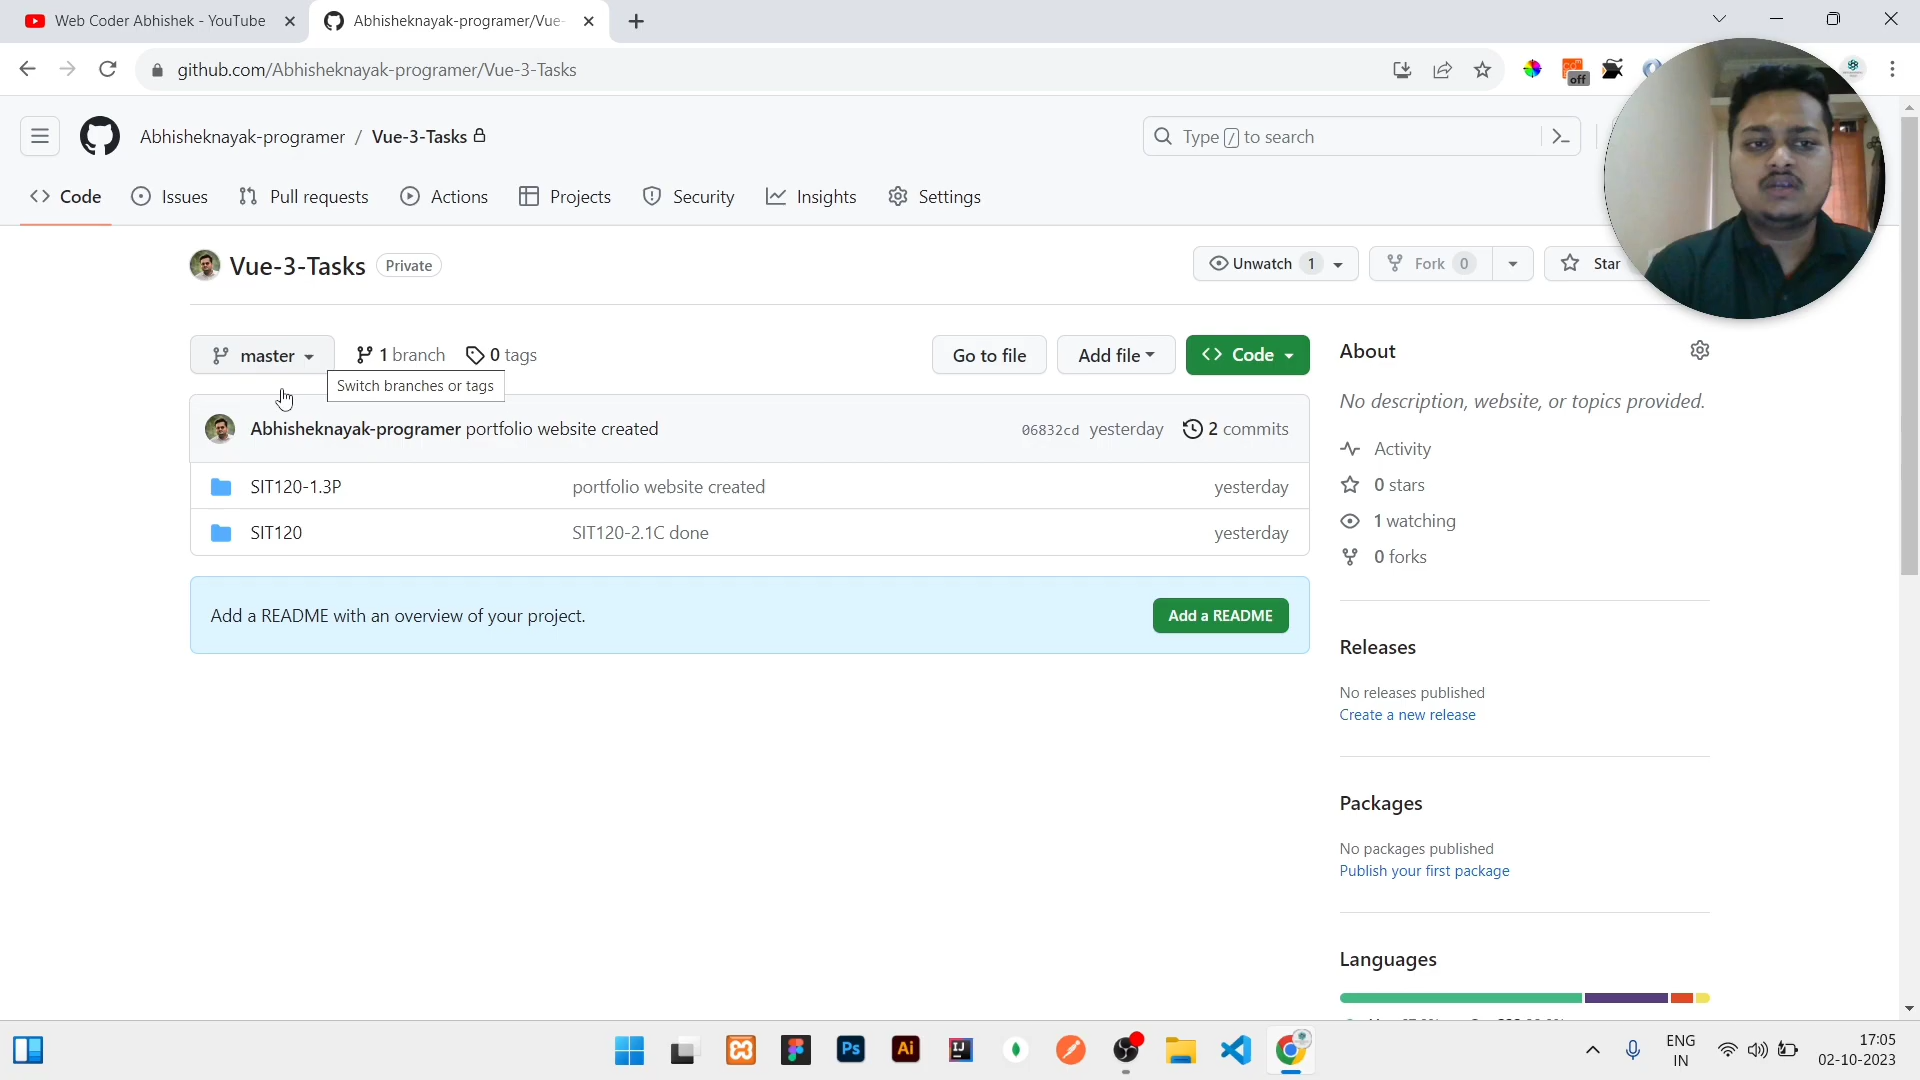 Web Coder Abhishek - YouTube
Abhisheknayak-programer/Vue-
github.com/Abhisheknayak-programer/Vue-3-Tasks
off
Abhisheknayak-programer / Vue-3-Tasks
Type / to search
Code
Issues
Pull requests
Actions
Projects
Security
Insights
Settings
Vue-3-Tasks Private
Unwatch 1
Fork 0
Star
master
1 branch
0 tags
Go to file
Add file
Code
Switch branches or tags
Abhisheknayak-programer portfolio website created
06832cd yesterday
2 commits
SIT120-1.3P portfolio website created yesterday
SIT120 SIT120-2.1C done yesterday
Add a README with an overview of your project.
Add a README
About
No description, website, or topics provided.
Activity
0 stars
1 watching
0 forks
Releases
No releases published
Create a new release
Packages
No packages published
Publish your first package
Languages
Ps
Ai
IJ
ENG
IN
17:05
02-10-2023